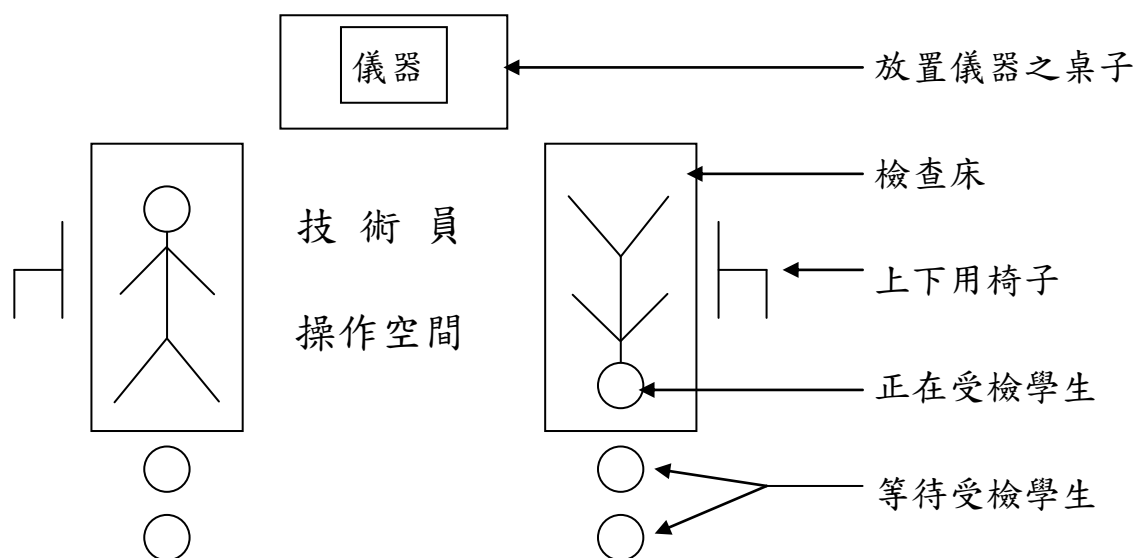 儀器
放置儀器之桌子
檢查床
技術員
上下用椅子
操作空間
正在受檢學生
等待受檢學生